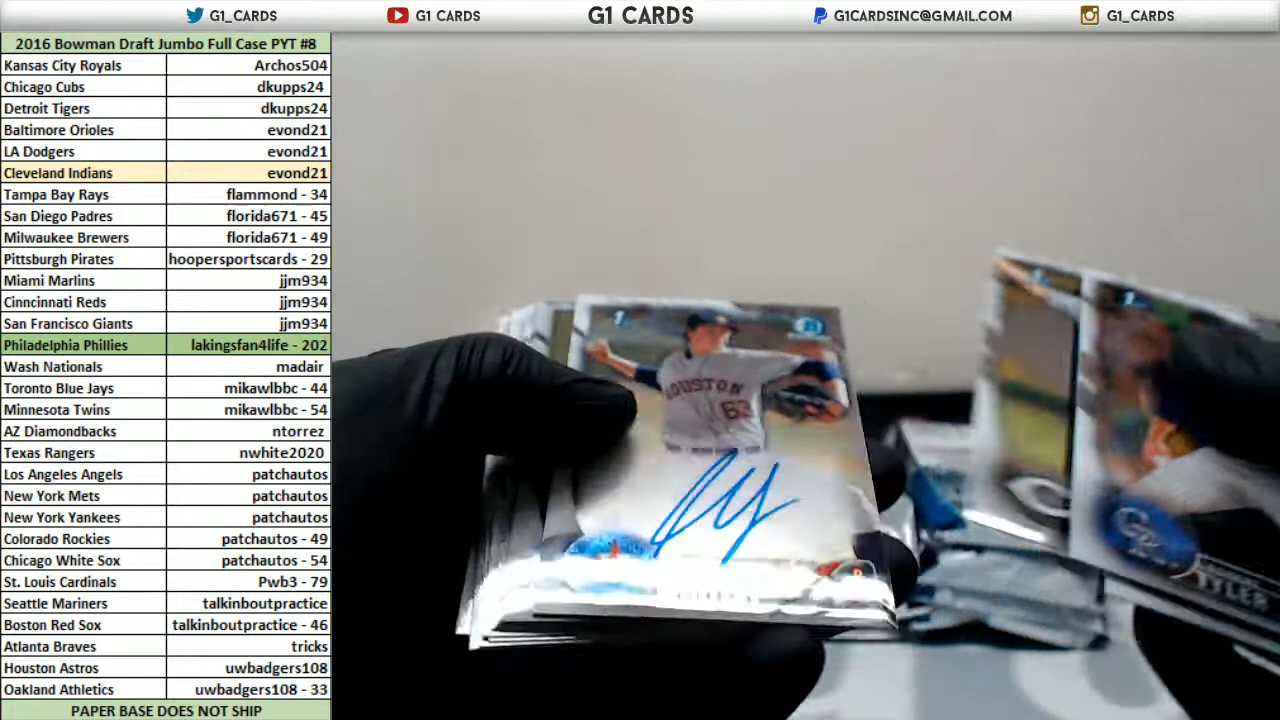 G1_CARDS G1 CARDS G1 CARDS G1CARDSINC@GMAIL.COM G1_CARDS
2016 Bowman Draft Jumbo Full Case PYT #8
Kansas City Royals Archos504
Chicago Cubs dkupps24
Detroit Tigers dkupps24
Baltimore Orioles evond21
LA Dodgers evond21
Cleveland Indians evond21
Tampa Bay Rays flammond - 34
San Diego Padres florida671 - 45
Milwaukee Brewers florida671 - 49
Pittsburgh Pirates hoopersportscards - 29
Miami Marlins jjm934
Cinncinnati Reds jjm934
San Francisco Giants jjm934
Philadelphia Phillies lakingsfan4life - 202
Wash Nationals madair
Toronto Blue Jays mikawlbbc - 44
Minnesota Twins mikawlbbc - 54
AZ Diamondbacks ntorrez
Texas Rangers nwhite2020
Los Angeles Angels patchautos
New York Mets patchautos
New York Yankees patchautos
Colorado Rockies patchautos - 49
Chicago White Sox patchautos - 54
St. Louis Cardinals Pwb3 - 79
Seattle Mariners talkinboutpractice
Boston Red Sox talkinboutpractice - 46
Atlanta Braves tricks
Houston Astros uwbadgers108
Oakland Athletics uwbadgers108 - 33
PAPER BASE DOES NOT SHIP
HOUSTON
63
TYLER